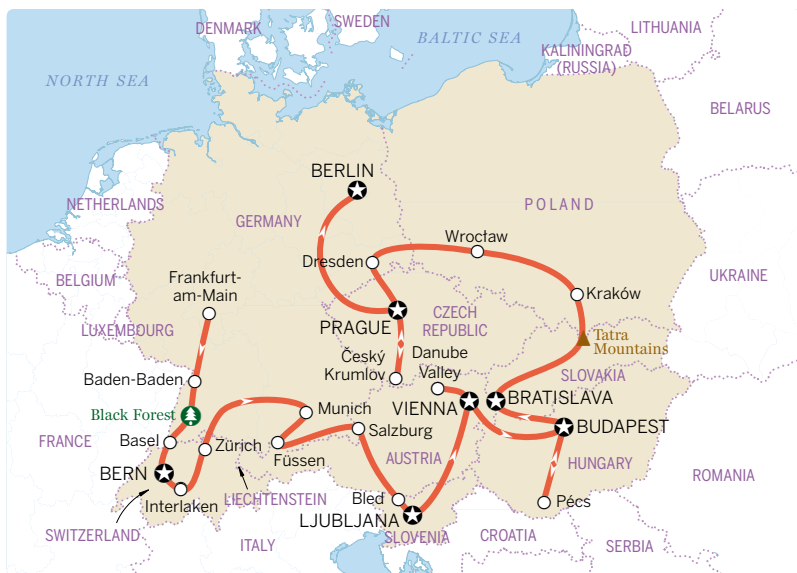 DENMARK
SWEDEN
LITHUANIA
BALTIC SEA
KALININGRAD
(RUSSIA)
NORTH SEA
BELARUS
BERLIN
NETHERLANDS
GERMANY
POLAND
Wrocław
Dresden
BELGIUM
Frankfurt-
am-Main
UKRAINE
Kraków
LUXEMBOURG
PRAGUE
CZECH
REPUBLIC
Tatra
Mountains
Český
Krumlov
Danube
Valley
Baden-Baden
SLOVAKIA
Black Forest
Munich
VIENNA
BRATISLAVA
FRANCE
Basel
Zürich
Salzburg
BUDAPEST
Füssen
AUSTRIA
HUNGARY
BERN
ROMANIA
LIECHTENSTEIN
Interlaken
Bled
Pécs
LJUBLJANA
SWITZERLAND
ITALY
SLOVENIA
CROATIA
SERBIA